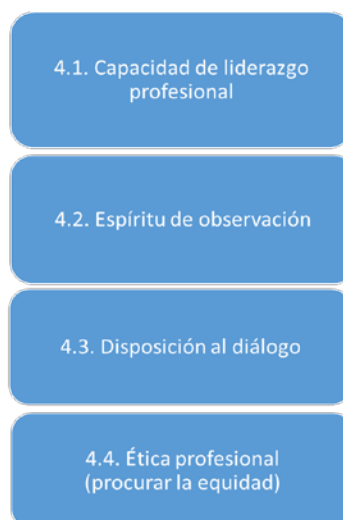 4.1. Capacidad de liderazgo
profesional
4.2. Espíritu de observación
4.3. Disposición al diálogo
4.4. Ética profesional
(procurar la equidad)